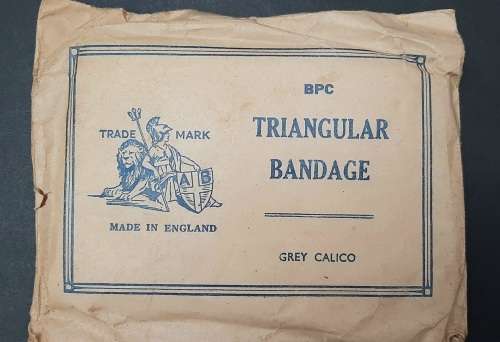 BPC
TRIANGULAR
BANDAGE
GREY CALICO
TRADE MARK
A B
MADE IN ENGLAND